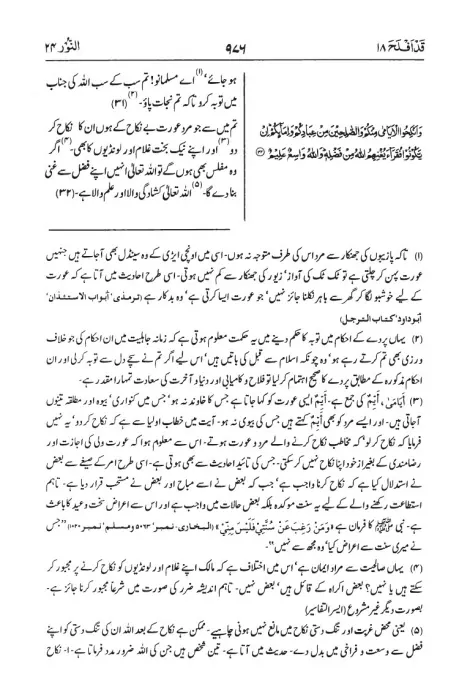 قد افلح ۱۸
۹۷۶
النّور ۲۴
وَاَنْكِحُوا الْاَيَامٰى مِنْكُمْ وَالصّٰلِحِيْنَ مِنْ عِبَادِكُمْ وَاِمَآىِٕكُمْ ۭ اِنْ
يَّكُوْنُوْا فُقَرَآءَ يُغْنِهِمُ اللّٰهُ مِنْ فَضْلِهٖ ۭ وَاللّٰهُ وَاسِعٌ عَلِيْمٌ ۝۳۲
ہو جائے،(۱) اے مسلمانو! تم سب کے سب اللہ کی جناب
میں توبہ کرو تاکہ تم نجات پاؤ۔(۲) (۳۱)
تم میں سے جو مرد عورت بے نکاح کے ہوں ان کا نکاح کر
دو(۳) اور اپنے نیک بخت غلام اور لونڈیوں کا بھی۔(۴) اگر
وہ مفلس بھی ہوں گے تو اللہ تعالیٰ انہیں اپنے فضل سے غنی
بنا دے گا۔(۵) اللہ تعالیٰ کشادگی والا اور علم والا ہے۔ (۳۲)
(۱) تاکہ پازیبوں کی جھنکار سے مرد اس کی طرف متوجہ نہ ہوں۔ اسی میں اونچی ایڑی کے وہ سینڈل بھی آجاتے ہیں جنہیں
عورت پہن کر چلتی ہے تو ٹک ٹک کی آواز، زیور کی جھنکار سے کم نہیں ہوتی۔ اسی طرح احادیث میں آتا ہے کہ عورت
کے لیے خوشبو لگا کر گھر سے باہر نکلنا جائز نہیں، جو عورت ایسا کرتی ہے، وہ بدکار ہے (ترمذی، أبواب الاستئذان،
أبوداود، كتاب الترجل)
(۲) یہاں پردے کے احکام میں توبہ کا حکم دینے میں یہ حکمت معلوم ہوتی ہے کہ زمانۂ جاہلیت میں ان احکام کی جو خلاف
ورزی بھی تم کرتے رہے ہو، وہ چونکہ اسلام سے قبل کی باتیں ہیں، اس لیے اگر تم نے سچے دل سے توبہ کر لی اور ان
احکام مذکورہ کے مطابق پردے کا صحیح اہتمام کر لیا تو فلاح و کامیابی اور دنیا و آخرت کی سعادت تمہارا مقدر ہے۔
(۳) أَيَامَىٰ، أَيِّمٌ کی جمع ہے، أَيِّمٌ ایسی عورت کو کہا جاتا ہے جس کا خاوند نہ ہو، جس میں کنواری، بیوہ اور مطلقہ تینوں
آجاتی ہیں۔ اور ایسے مرد کو بھی أَيِّمٌ کہتے ہیں جس کی بیوی نہ ہو۔ آیت میں خطاب اولیا سے ہے کہ نکاح کر دو، یہ نہیں
فرمایا کہ نکاح کر لو، کہ مخاطب نکاح کرنے والے مرد و عورت ہوتے۔ اس سے معلوم ہوا کہ عورت ولی کی اجازت اور
رضامندی کے بغیر از خود اپنا نکاح نہیں کر سکتی۔ جس کی تائید احادیث سے بھی ہوتی ہے۔ اسی طرح امر کے صیغے سے بعض
نے استدلال کیا ہے کہ نکاح کرنا واجب ہے، جب کہ بعض نے اسے مباح اور بعض نے مستحب قرار دیا ہے۔ تاہم
استطاعت رکھنے والے کے لیے یہ سنت موکدہ بلکہ بعض حالات میں واجب ہے اور اس سے اعراض سخت وعید کا باعث
ہے۔ نبی ﷺ کا فرمان ہے «وَمَنْ رَغِبَ عَنْ سُنَّتِي فَلَيْسَ مِنِّي» (البخاری، نمبر، ۵۰۶۳ ومسلم، نمبر ۱۰۲۰) ”جس
نے میری سنت سے اعراض کیا، وہ مجھ سے نہیں“۔
(۴) یہاں صالحیت سے مراد ایمان ہے، اس میں اختلاف ہے کہ مالک اپنے غلام اور لونڈیوں کو نکاح کرنے پر مجبور کر
سکتے ہیں یا نہیں؟ بعض اکراہ کے قائل ہیں، بعض نہیں۔ تاہم اندیشہ ضرر کی صورت میں شرعاً مجبور کرنا جائز ہے۔
بصورت دیگر غیر مشروع (ایسر التفاسیر)
(۵) یعنی محض غربت اور تنگ دستی نکاح میں مانع نہیں ہونی چاہیے۔ ممکن ہے نکاح کے بعد اللہ ان کی تنگ دستی کو اپنے
فضل سے وسعت و فراخی میں بدل دے۔ حدیث میں آتا ہے۔ تین شخص ہیں جن کی اللہ ضرور مدد فرماتا ہے۔ ۱۔ نکاح